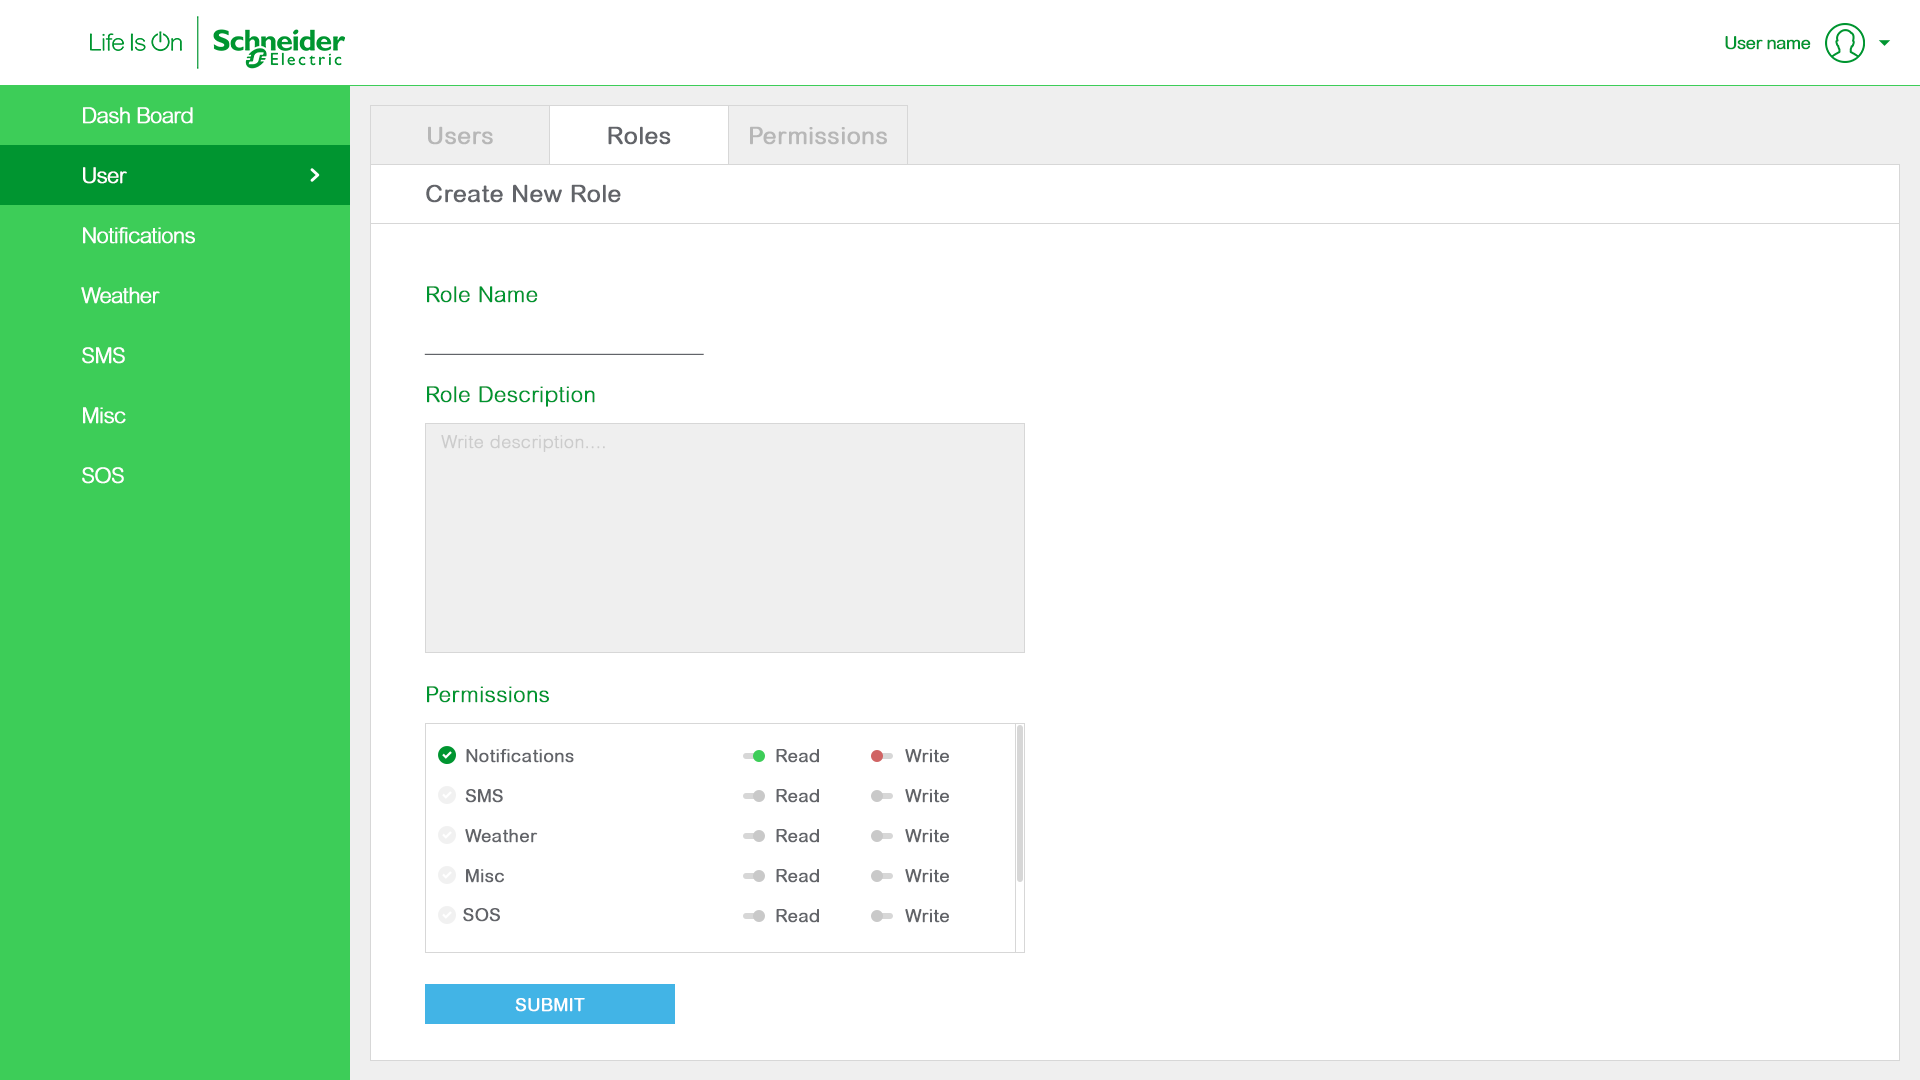 Life Is On
Schneider
Electric
User name
Dash Board
User
Notifications
Weather
SMS
Misc
SOS
Users
Roles
Permissions
Create New Role
Role Name
Role Description
Write description....
Permissions
Notifications Read Write
SMS Read Write
Weather Read Write
Misc Read Write
SOS Read Write
SUBMIT